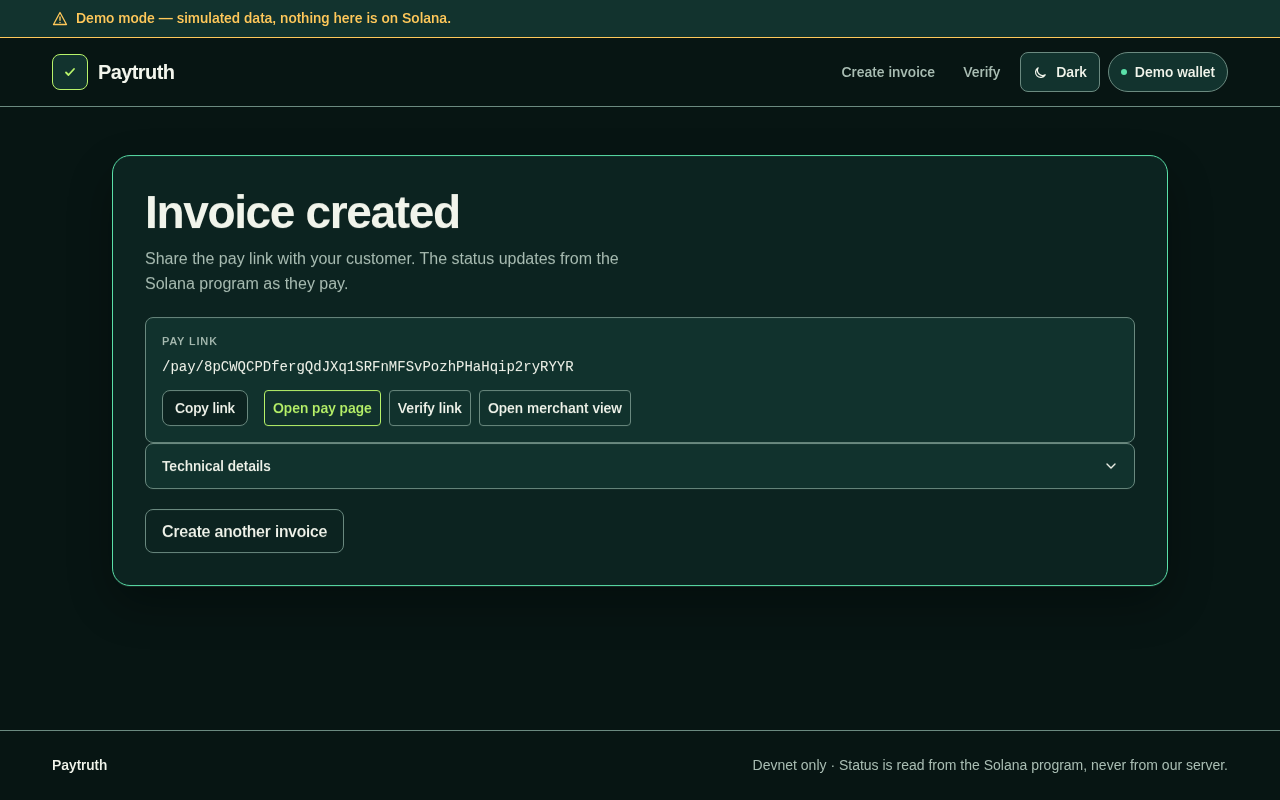 Demo mode — simulated data, nothing here is on Solana.
Paytruth
Create invoice
Verify
Dark
Demo wallet
Invoice created
Share the pay link with your customer. The status updates from the
Solana program as they pay.
PAY LINK
/pay/8pCWQCPDfergQdJXq1SRFnMFSvPozhPHaHqip2ryRYYR
Copy link
Open pay page
Verify link
Open merchant view
Technical details
Create another invoice
Paytruth
Devnet only · Status is read from the Solana program, never from our server.